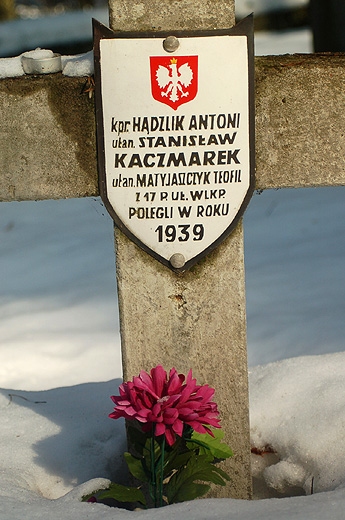 kpr. HĄDZLIK ANTONI
ułan. STANISŁAW
KACZMAREK
ułan. MATYJASZCZYK TEOFIL
Z 17 P. UŁ. WLKP.
POLEGLI W ROKU
1939